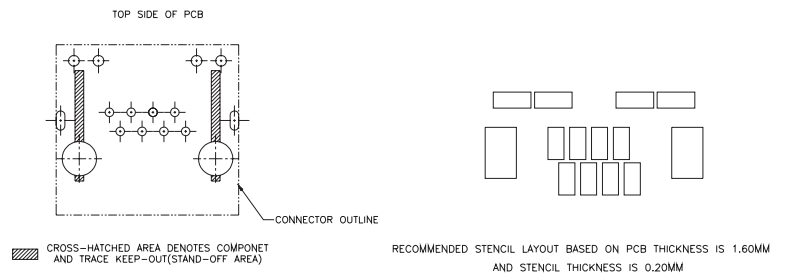 TOP SIDE OF PCB
CONNECTOR OUTLINE
CROSS-HATCHED AREA DENOTES COMPONET
AND TRACE KEEP-OUT(STAND-OFF AREA)
RECOMMENDED STENCIL LAYOUT BASED ON PCB THICKNESS IS 1.60MM
AND STENCIL THICKNESS IS 0.20MM